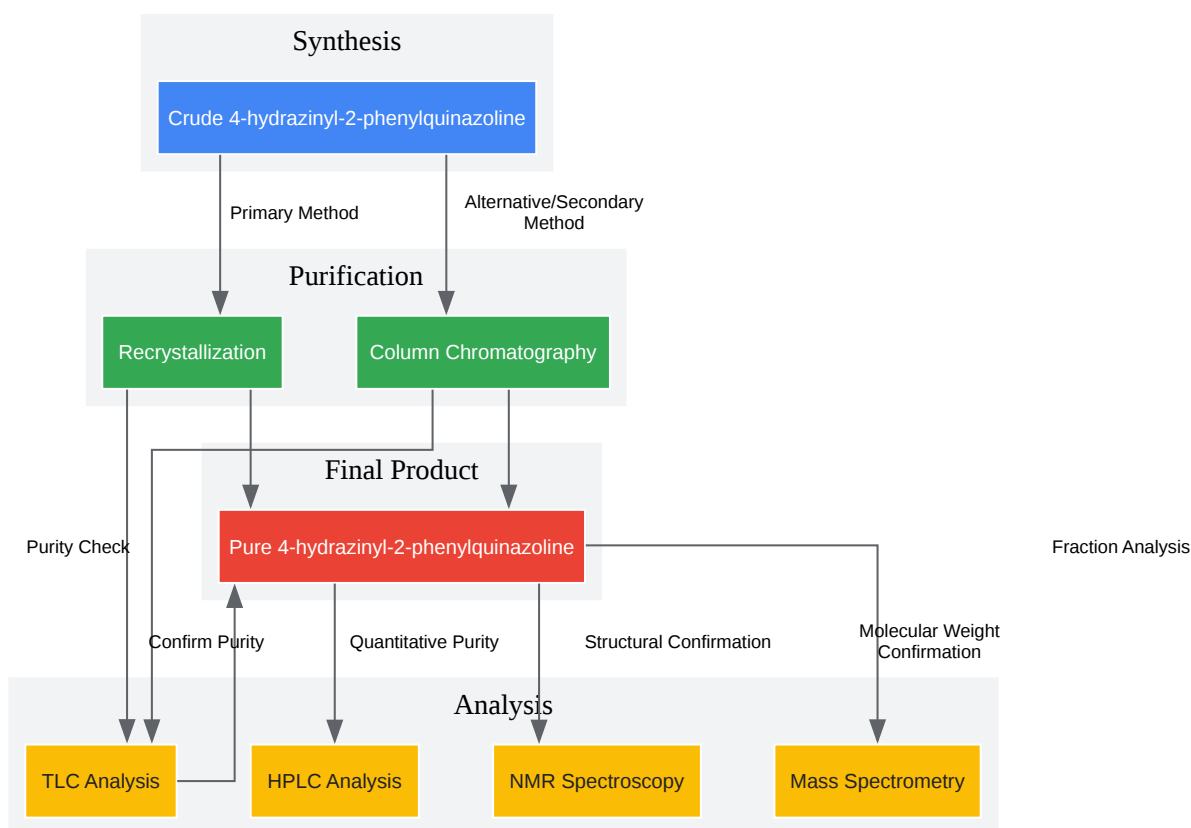 Synthesis
Crude 4-hydrazinyl-2-phenylquinazoline
Primary Method
Alternative/Secondary
Method
Purification
Recrystallization
Column Chromatography
Final Product
Pure 4-hydrazinyl-2-phenylquinazoline
Purity Check
Fraction Analysis
Confirm Purity
Quantitative Purity
Structural Confirmation
Molecular Weight
Confirmation
Analysis
TLC Analysis
HPLC Analysis
NMR Spectroscopy
Mass Spectrometry